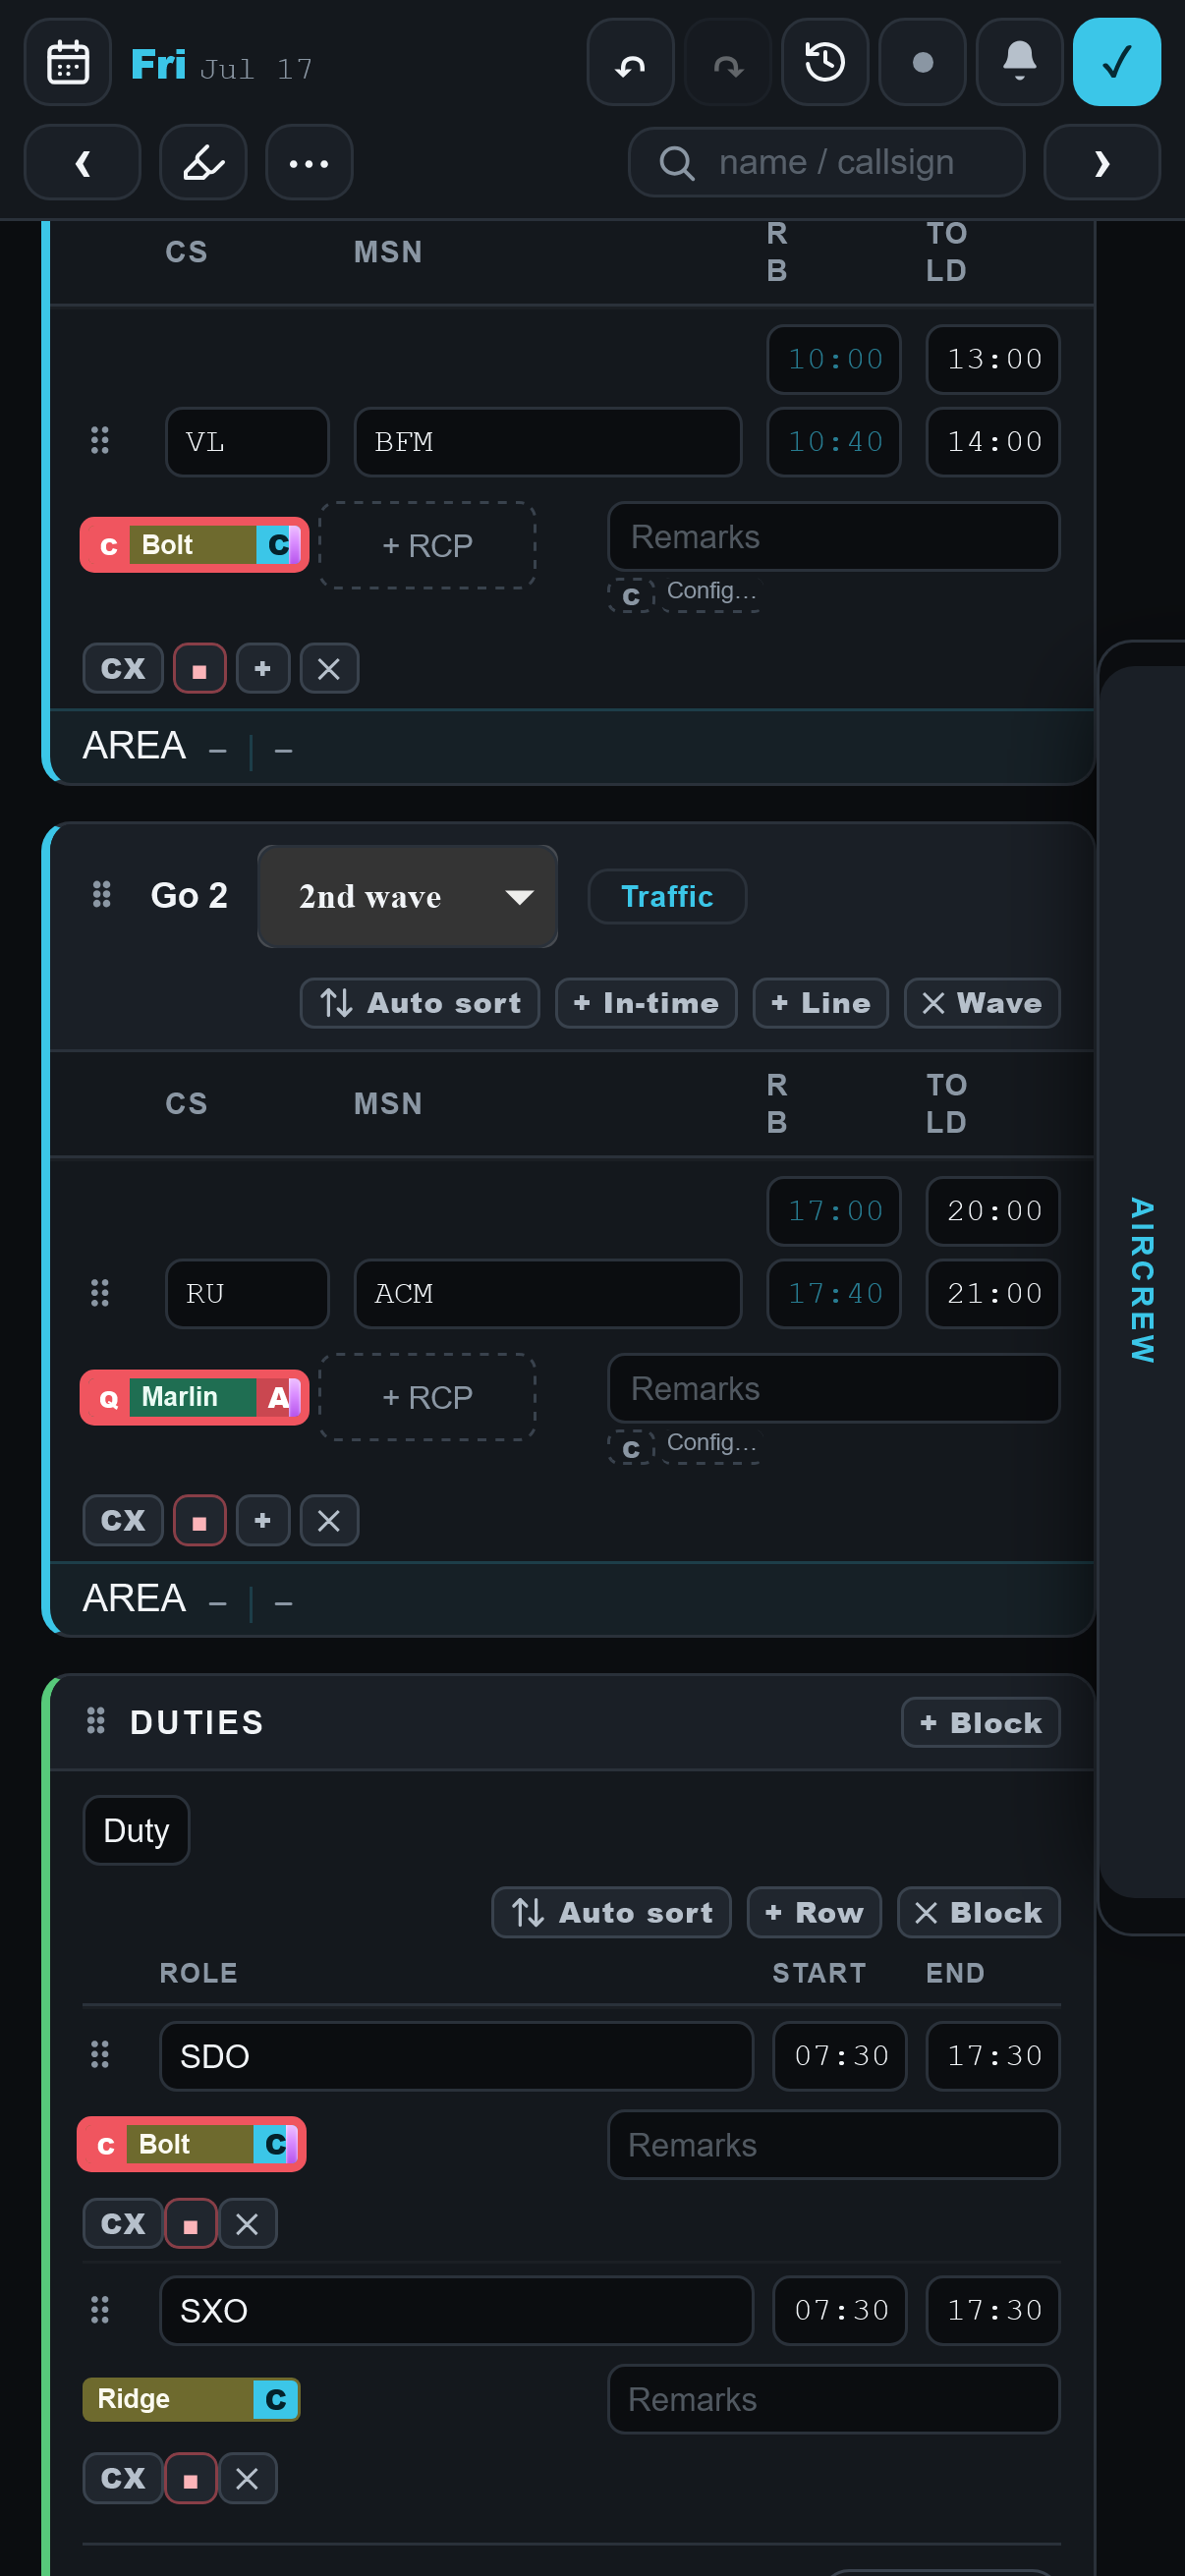 Fri Jul 17
name / callsign
CS MSN R TO
B LD
10:00 13:00
VL BFM 10:40 14:00
C Bolt C + RCP Remarks
C Config...
CX + ×
AREA – | –
Go 2 2nd wave Traffic
Auto sort + In-time + Line × Wave
CS MSN R TO
B LD
17:00 20:00
RU ACM 17:40 21:00
Q Marlin A + RCP Remarks
C Config...
CX + ×
AREA – | –
AIRCREW
DUTIES + Block
Duty
Auto sort + Row × Block
ROLE START END
SDO 07:30 17:30
C Bolt C Remarks
CX ×
SXO 07:30 17:30
Ridge C Remarks
CX ×